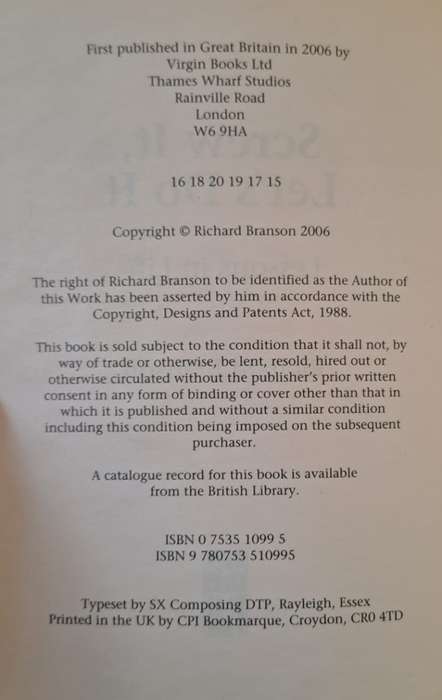 First published in Great Britain in 2006 by
Virgin Books Ltd
Thames Wharf Studios
Rainville Road
London
W6 9HA
16 18 20 19 17 15
Copyright © Richard Branson 2006
The right of Richard Branson to be identified as the Author of
this Work has been asserted by him in accordance with the
Copyright, Designs and Patents Act, 1988.
This book is sold subject to the condition that it shall not, by
way of trade or otherwise, be lent, resold, hired out or
otherwise circulated without the publisher's prior written
consent in any form of binding or cover other than that in
which it is published and without a similar condition
including this condition being imposed on the subsequent
purchaser.
A catalogue record for this book is available
from the British Library.
ISBN 0 7535 1099 5
ISBN 9 780753 510995
Typeset by SX Composing DTP, Rayleigh, Essex
Printed in the UK by CPI Bookmarque, Croydon, CR0 4TD